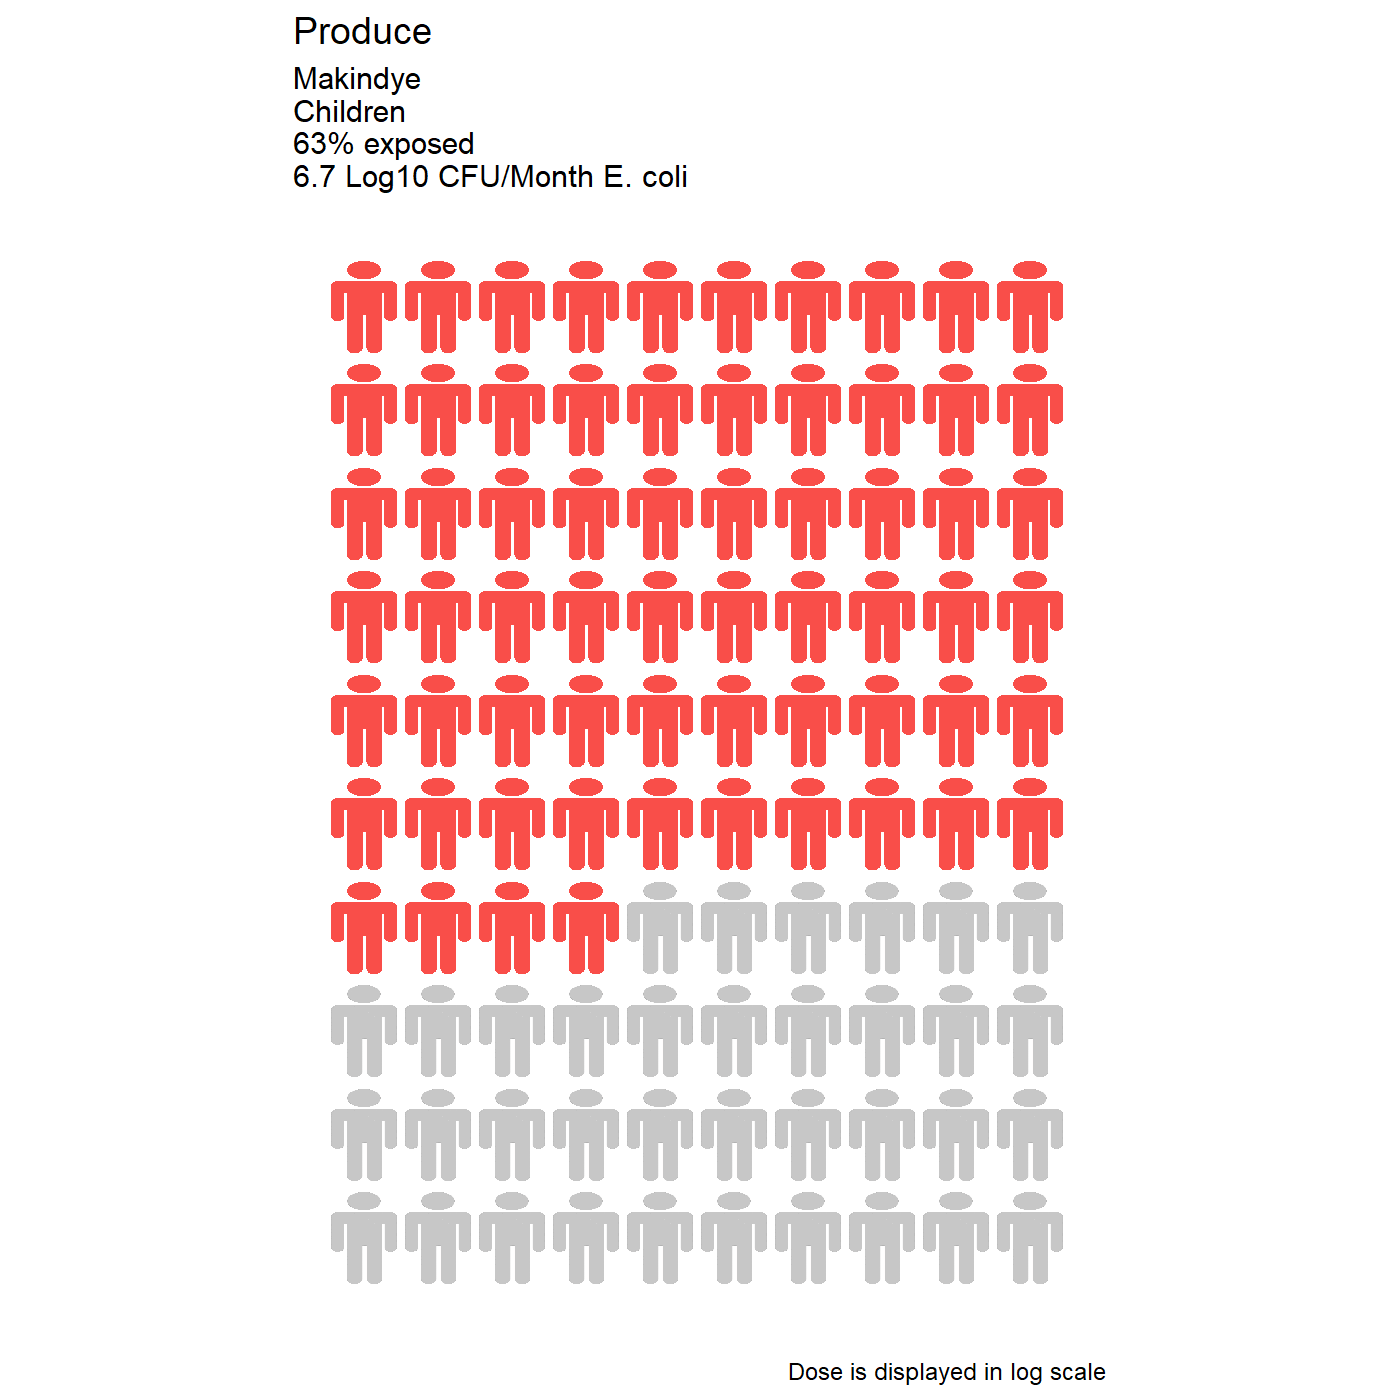 Produce
Makindye
Children
63% exposed
6.7 Log10 CFU/Month E. coli
Dose is displayed in log scale